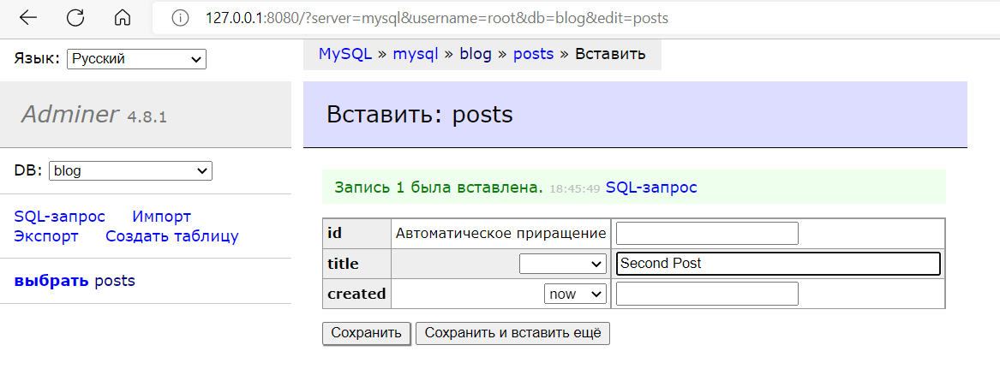 127.0.0.1:8080/?server=mysql&username=root&db=blog&edit=posts
Язык: Русский
MySQL » mysql » blog » posts » Вставить
Adminer 4.8.1
Вставить: posts
DB: blog
Запись 1 была вставлена. 18:45:49 SQL-запрос
SQL-запрос Импорт
Экспорт Создать таблицу
выбрать posts
id Автоматическое приращение
title Second Post
created now
Сохранить Сохранить и вставить ещё